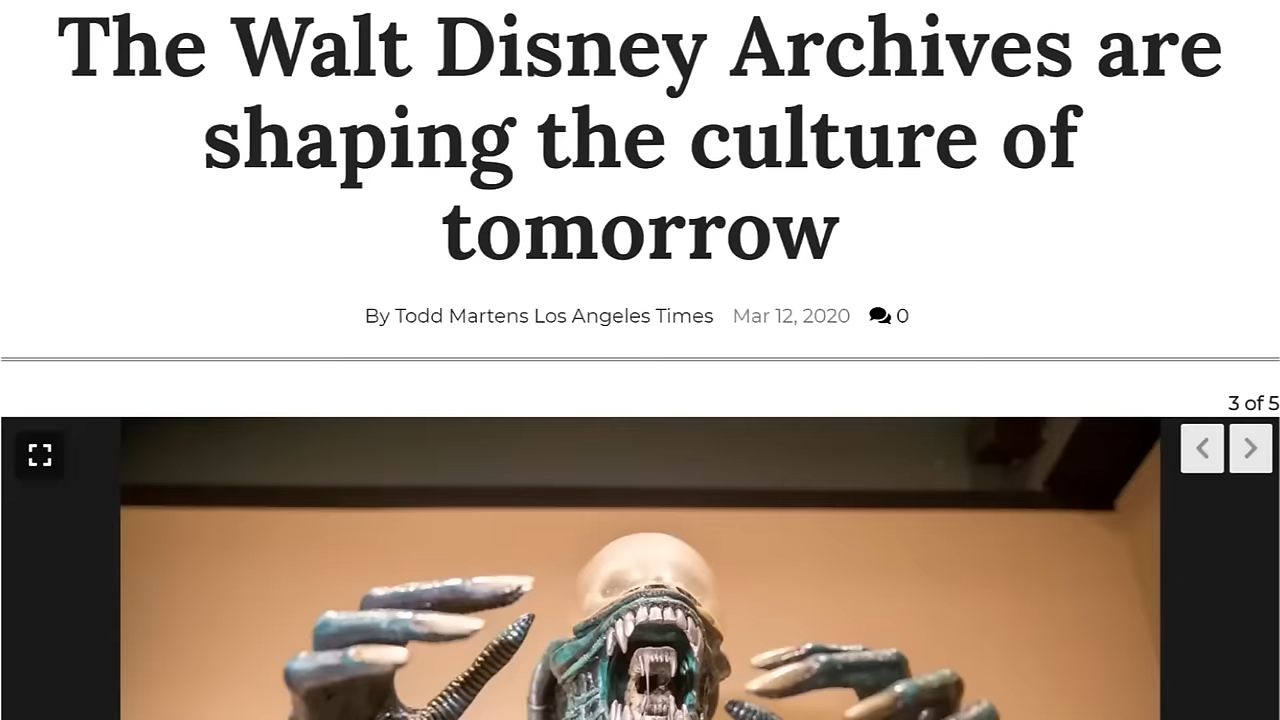 The Walt Disney Archives are
shaping the culture of
tomorrow
By Todd Martens Los Angeles Times Mar 12, 2020 0
3 of 5